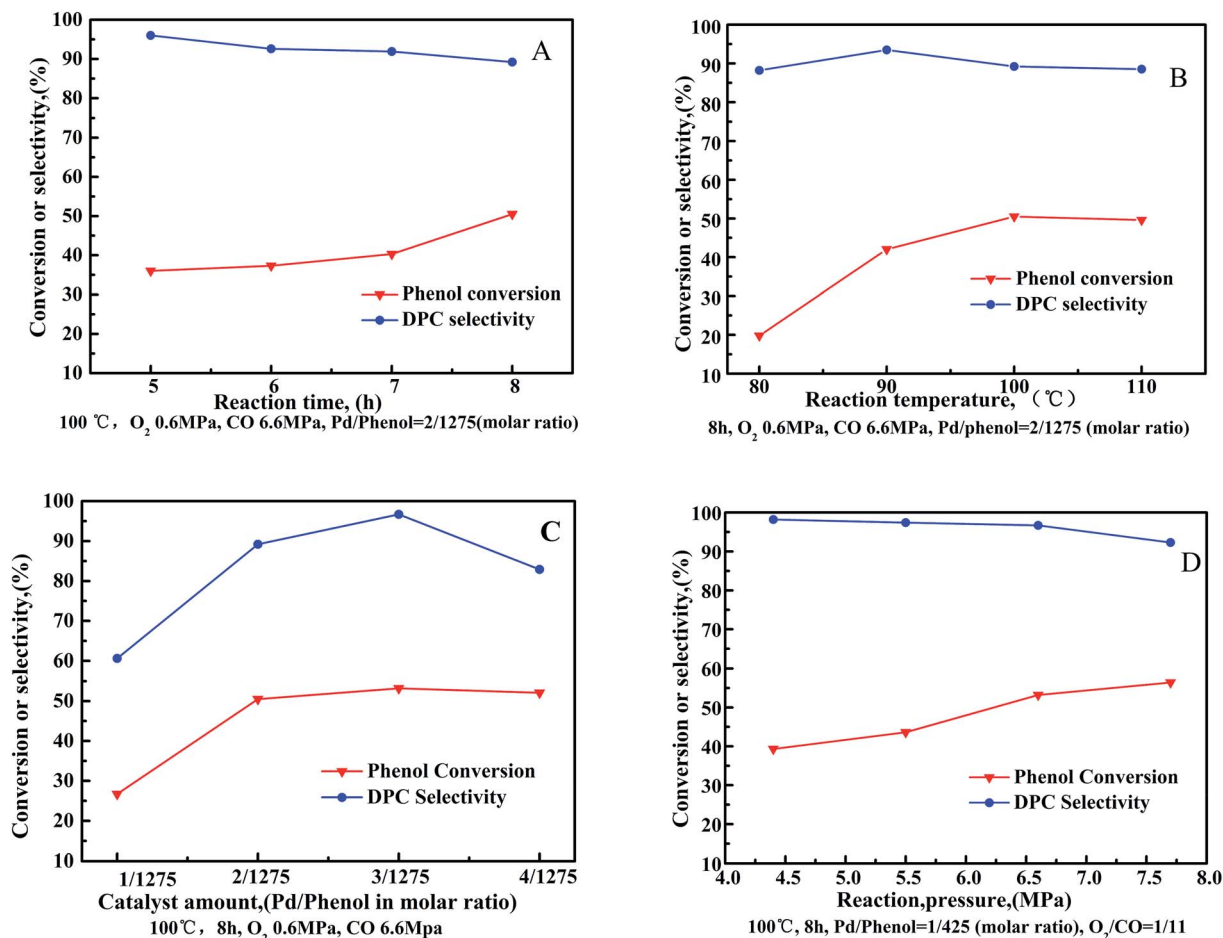 Conversion or selectivity,(%)
100
90
80
70
60
50
40
30
20
10
A
Phenol conversion
DPC selectivity
5 6 7 8
Reaction time, (h)
100 ℃, O2 0.6MPa, CO 6.6MPa, Pd/Phenol=2/1275(molar ratio)
Conversion or selectivity,(%)
100
90
80
70
60
50
40
30
20
10
B
Phenol conversion
DPC selectivity
80 90 100 110
Reaction temperature, (℃)
8h, O2 0.6MPa, CO 6.6MPa, Pd/phenol=2/1275 (molar ratio)
Conversion or selectivity,(%)
100
90
80
70
60
50
40
30
20
10
C
Phenol Conversion
DPC Selectivity
1/1275 2/1275 3/1275 4/1275
Catalyst amount,(Pd/Phenol in molar ratio)
100℃, 8h, O2 0.6MPa, CO 6.6Mpa
Conversion or selectivity,(%)
100
90
80
70
60
50
40
30
20
10
D
Phenol Conversion
DPC Selectivity
4.0 4.5 5.0 5.5 6.0 6.5 7.0 7.5 8.0
Reaction,pressure,(MPa)
100℃, 8h, Pd/Phenol=1/425 (molar ratio), O2/CO=1/11